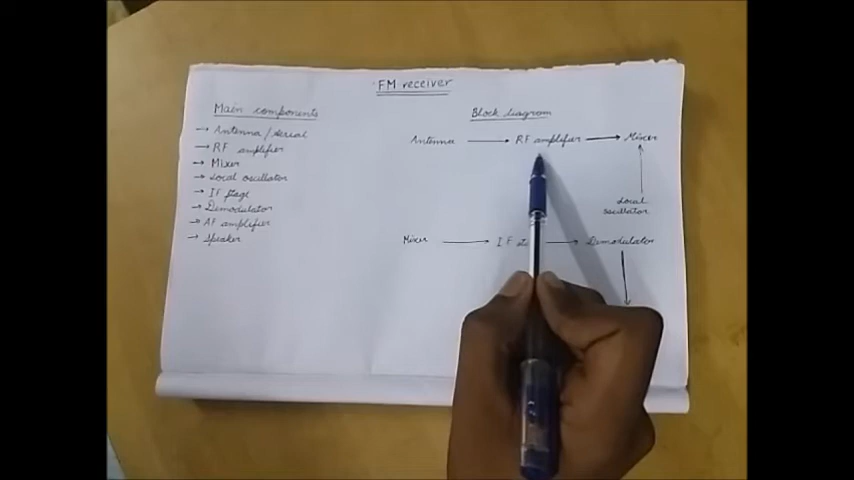 FM receiver
Main components
→ Antenna/aerial
→ RF amplifier
→ Mixer
→ Local oscillator
→ IF stage
→ Demodulator
→ AF amplifier
→ Speaker
Block diagram
Antenna → RF amplifier → Mixer
Local
oscillator
Mixer → IF → Demodulator